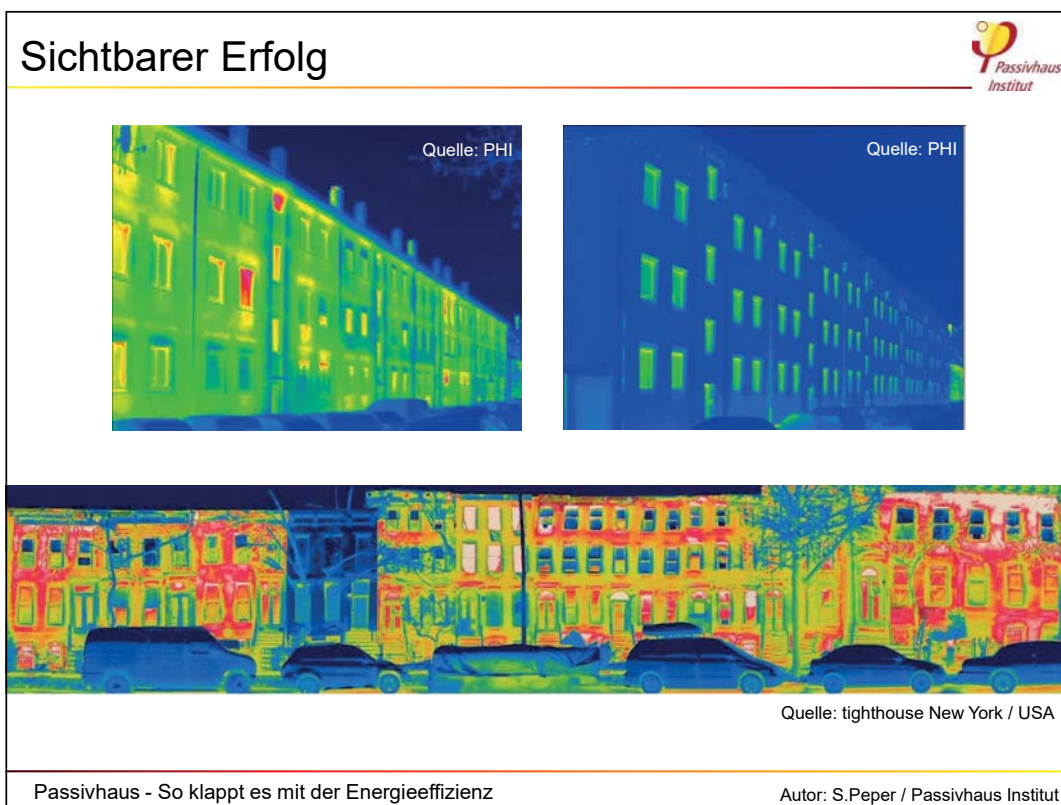 Sichtbarer Erfolg
Passivhaus
Institut
Quelle: PHI
Quelle: PHI
Quelle: tighthouse New York / USA
Passivhaus - So klappt es mit der Energieeffizienz
Autor: S.Peper / Passivhaus Institut